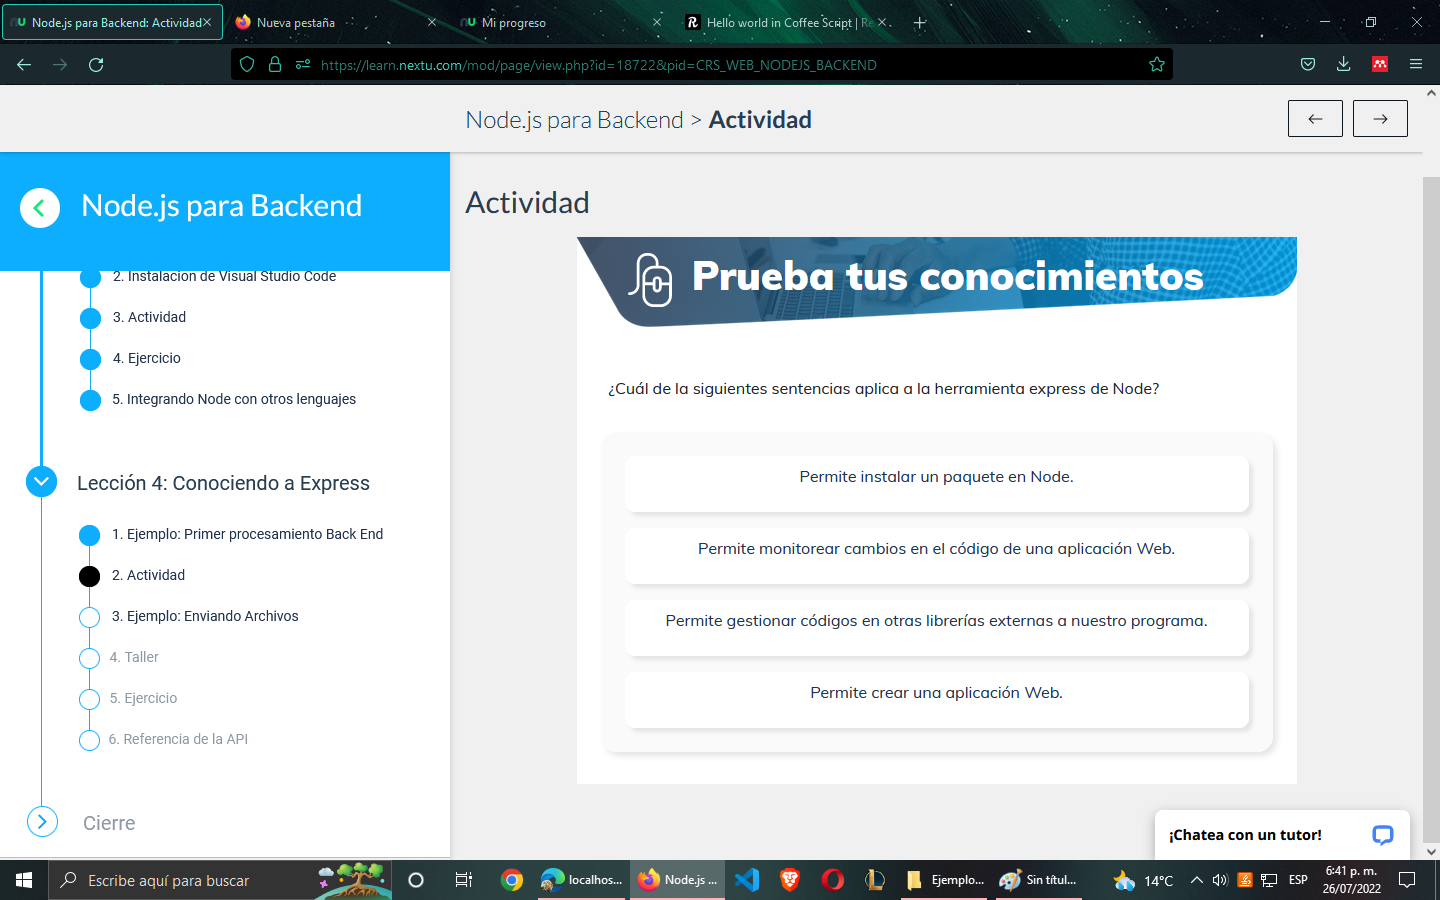 Node.js para Backend: Actividad
Nueva pestaña
Mi progreso
Hello world in Coffee Script | Re
https://learn.nextu.com/mod/page/view.php?id=18722&pid=CRS_WEB_NODEJS_BACKEND
Node.js para Backend > Actividad
Node.js para Backend
2. Instalacion de Visual Studio Code
3. Actividad
4. Ejercicio
5. Integrando Node con otros lenguajes
Lección 4: Conociendo a Express
1. Ejemplo: Primer procesamiento Back End
2. Actividad
3. Ejemplo: Enviando Archivos
4. Taller
5. Ejercicio
6. Referencia de la API
Cierre
Actividad
Prueba tus conocimientos
¿Cuál de la siguientes sentencias aplica a la herramienta express de Node?
Permite instalar un paquete en Node.
Permite monitorear cambios en el código de una aplicación Web.
Permite gestionar códigos en otras librerías externas a nuestro programa.
Permite crear una aplicación Web.
¡Chatea con un tutor!
Escribe aquí para buscar
localhos...
Node.js ...
Ejemplo...
Sin títul...
14°C
ESP
6:41 p. m.
26/07/2022